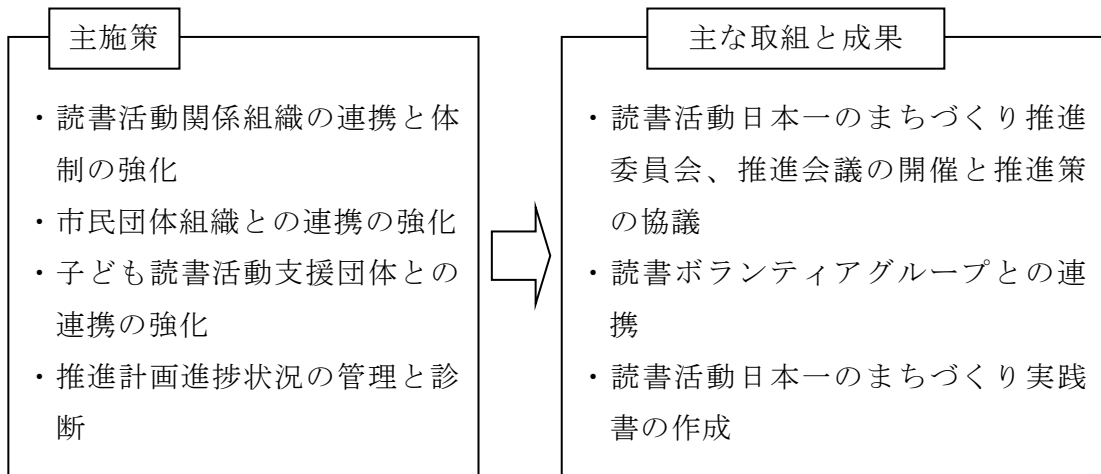 主施策
・読書活動関係組織の連携と体
制の強化
・市民団体組織との連携の強化
・子ども読書活動支援団体との
連携の強化
・推進計画進捗状況の管理と診
断
主な取組と成果
・読書活動日本一のまちづくり推進
委員会、推進会議の開催と推進策
の協議
・読書ボランティアグループとの連
携
・読書活動日本一のまちづくり実践
書の作成